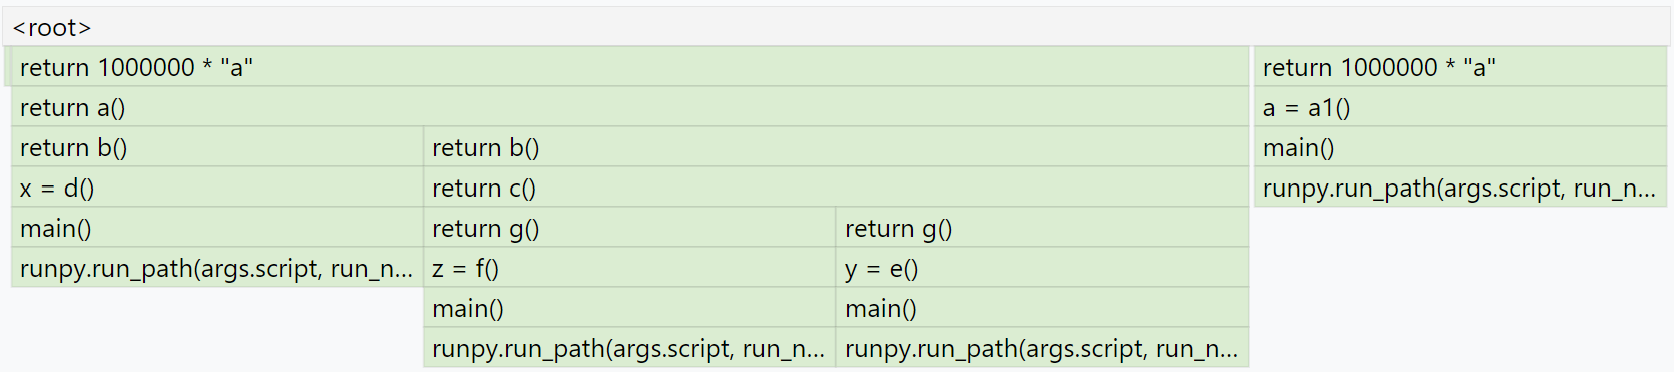 <root>
return 1000000 * "a" return 1000000 * "a"
return a() a = a1()
return b() return b() main()
x = d() return c() runpy.run_path(args.script, run_n...
main() return g() return g()
runpy.run_path(args.script, run_n... z = f() y = e()
main() main()
runpy.run_path(args.script, run_n... runpy.run_path(args.script, run_n...